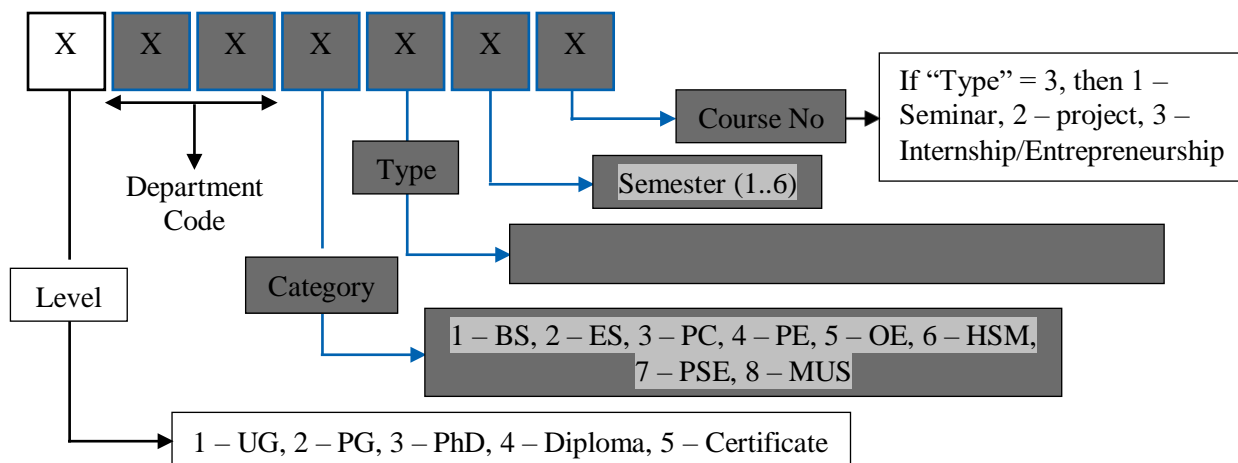 X X X X X X X
If “Type” = 3, then 1 –
Seminar, 2 – project, 3 –
Internship/Entrepreneurship
Course No
Type
Semester (1..6)
Department
Code
Category
Level
1 – BS, 2 – ES, 3 – PC, 4 – PE, 5 – OE, 6 – HSM,
7 – PSE, 8 – MUS
1 – UG, 2 – PG, 3 – PhD, 4 – Diploma, 5 – Certificate